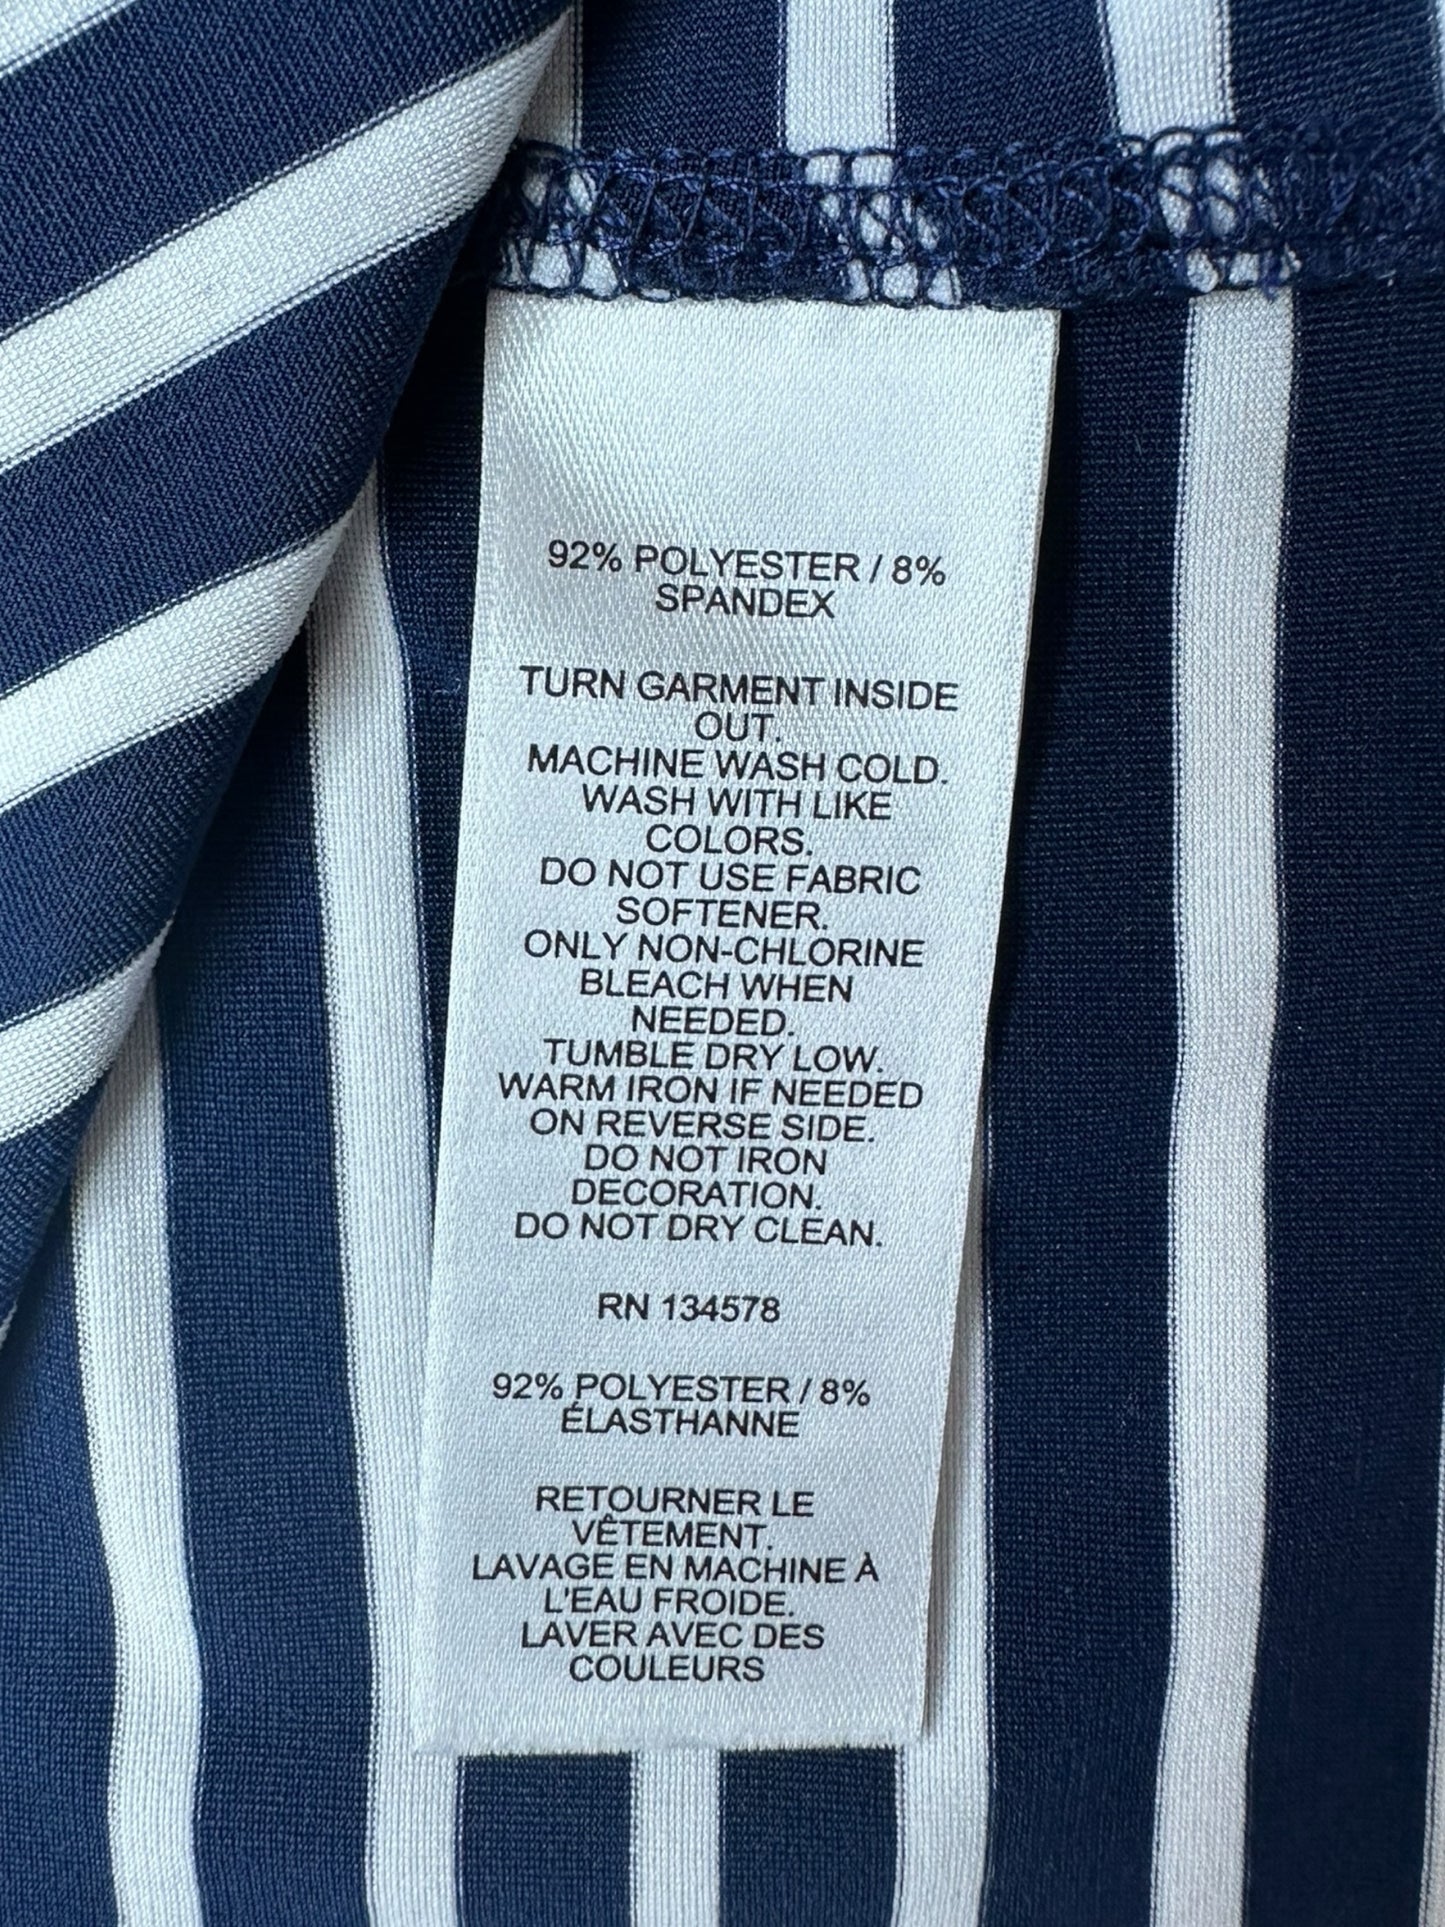 92% POLYESTER / 8%
SPANDEX
TURN GARMENT INSIDE
OUT.
MACHINE WASH COLD.
WASH WITH LIKE
COLORS.
DO NOT USE FABRIC
SOFTENER.
ONLY NON-CHLORINE
BLEACH WHEN
NEEDED.
TUMBLE DRY LOW.
WARM IRON IF NEEDED
ON REVERSE SIDE.
DO NOT IRON
DECORATION.
DO NOT DRY CLEAN.
RN 134578
92% POLYESTER / 8%
ÉLASTHANNE
RETOURNER LE
VÊTEMENT.
LAVAGE EN MACHINE À
L'EAU FROIDE.
LAVER AVEC DES
COULEURS